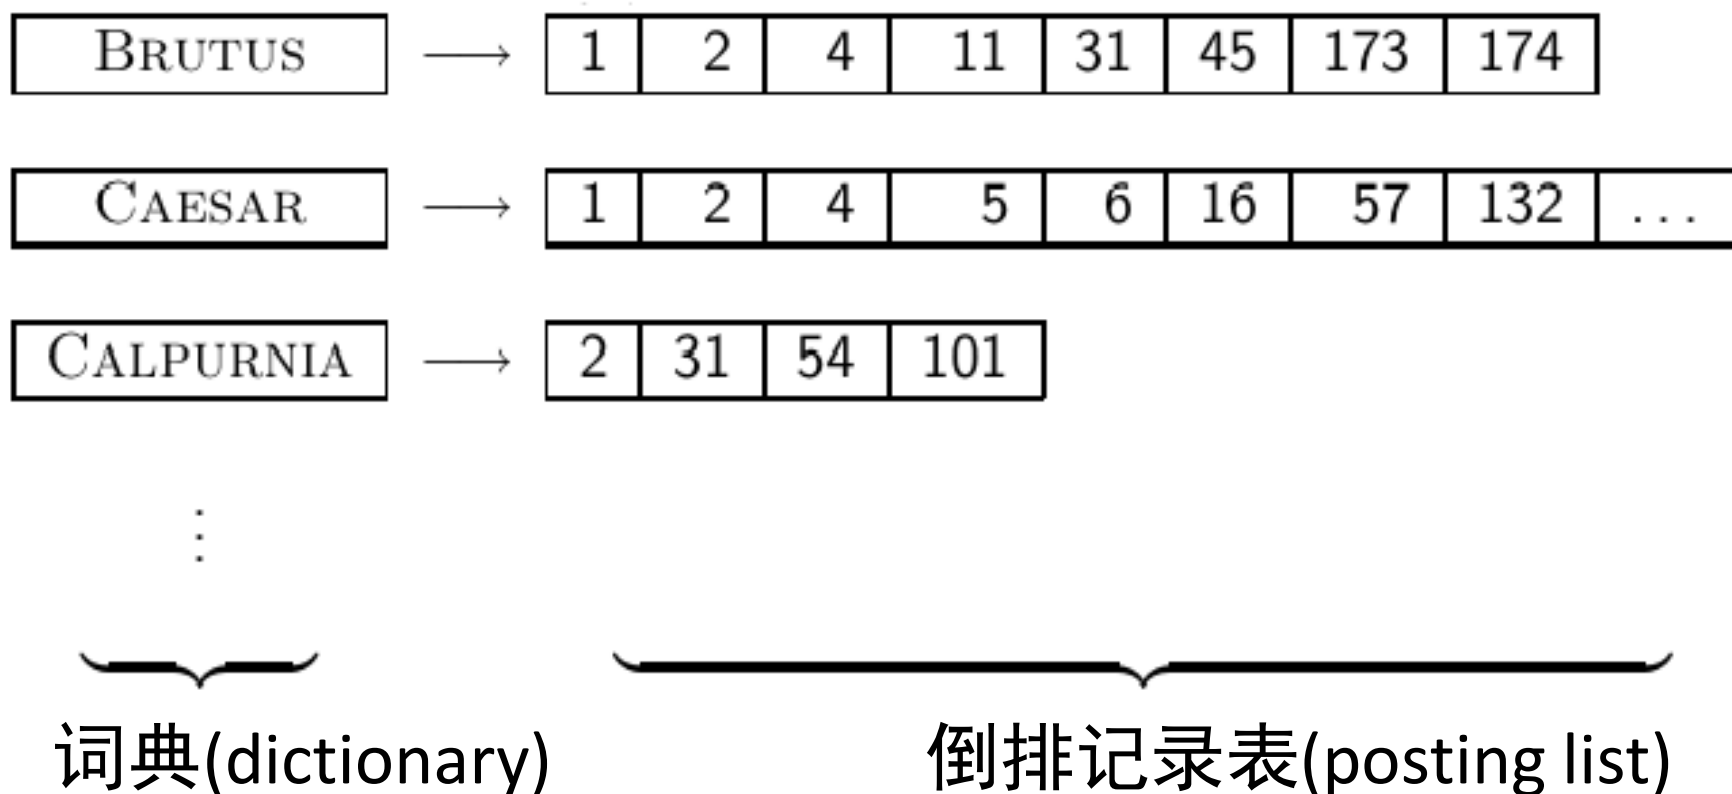 BRUTUS → 1 2 4 11 31 45 173 174
CAESAR → 1 2 4 5 6 16 57 132 ...
CALPURNIA → 2 31 54 101
⋮
词典(dictionary) 倒排记录表(posting list)